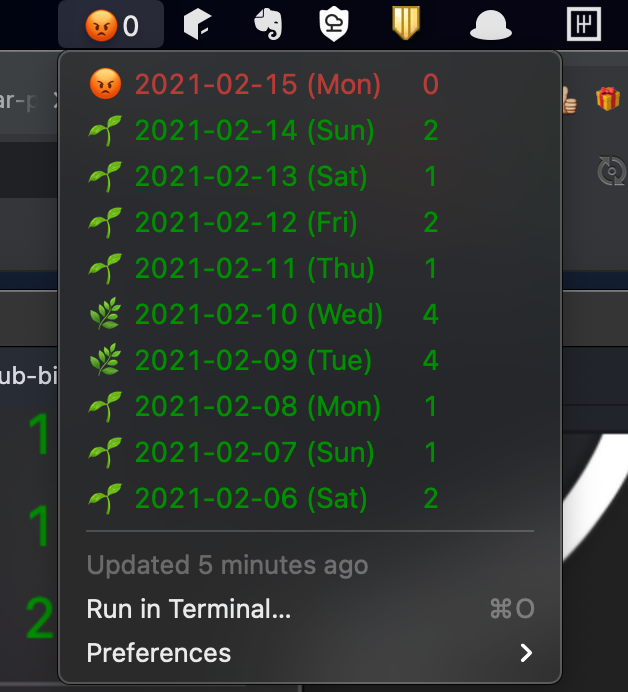 😡 0
ar-p
😡 2021-02-15 (Mon) 0
🌱 2021-02-14 (Sun) 2
🌱 2021-02-13 (Sat) 1
🌱 2021-02-12 (Fri) 2
🌱 2021-02-11 (Thu) 1
🌿 2021-02-10 (Wed) 4
🌿 2021-02-09 (Tue) 4
ub-bi
🌱 2021-02-08 (Mon) 1
1
🌱 2021-02-07 (Sun) 1
🌱 2021-02-06 (Sat) 2
1
Updated 5 minutes ago
Run in Terminal... ⌘O
2
Preferences